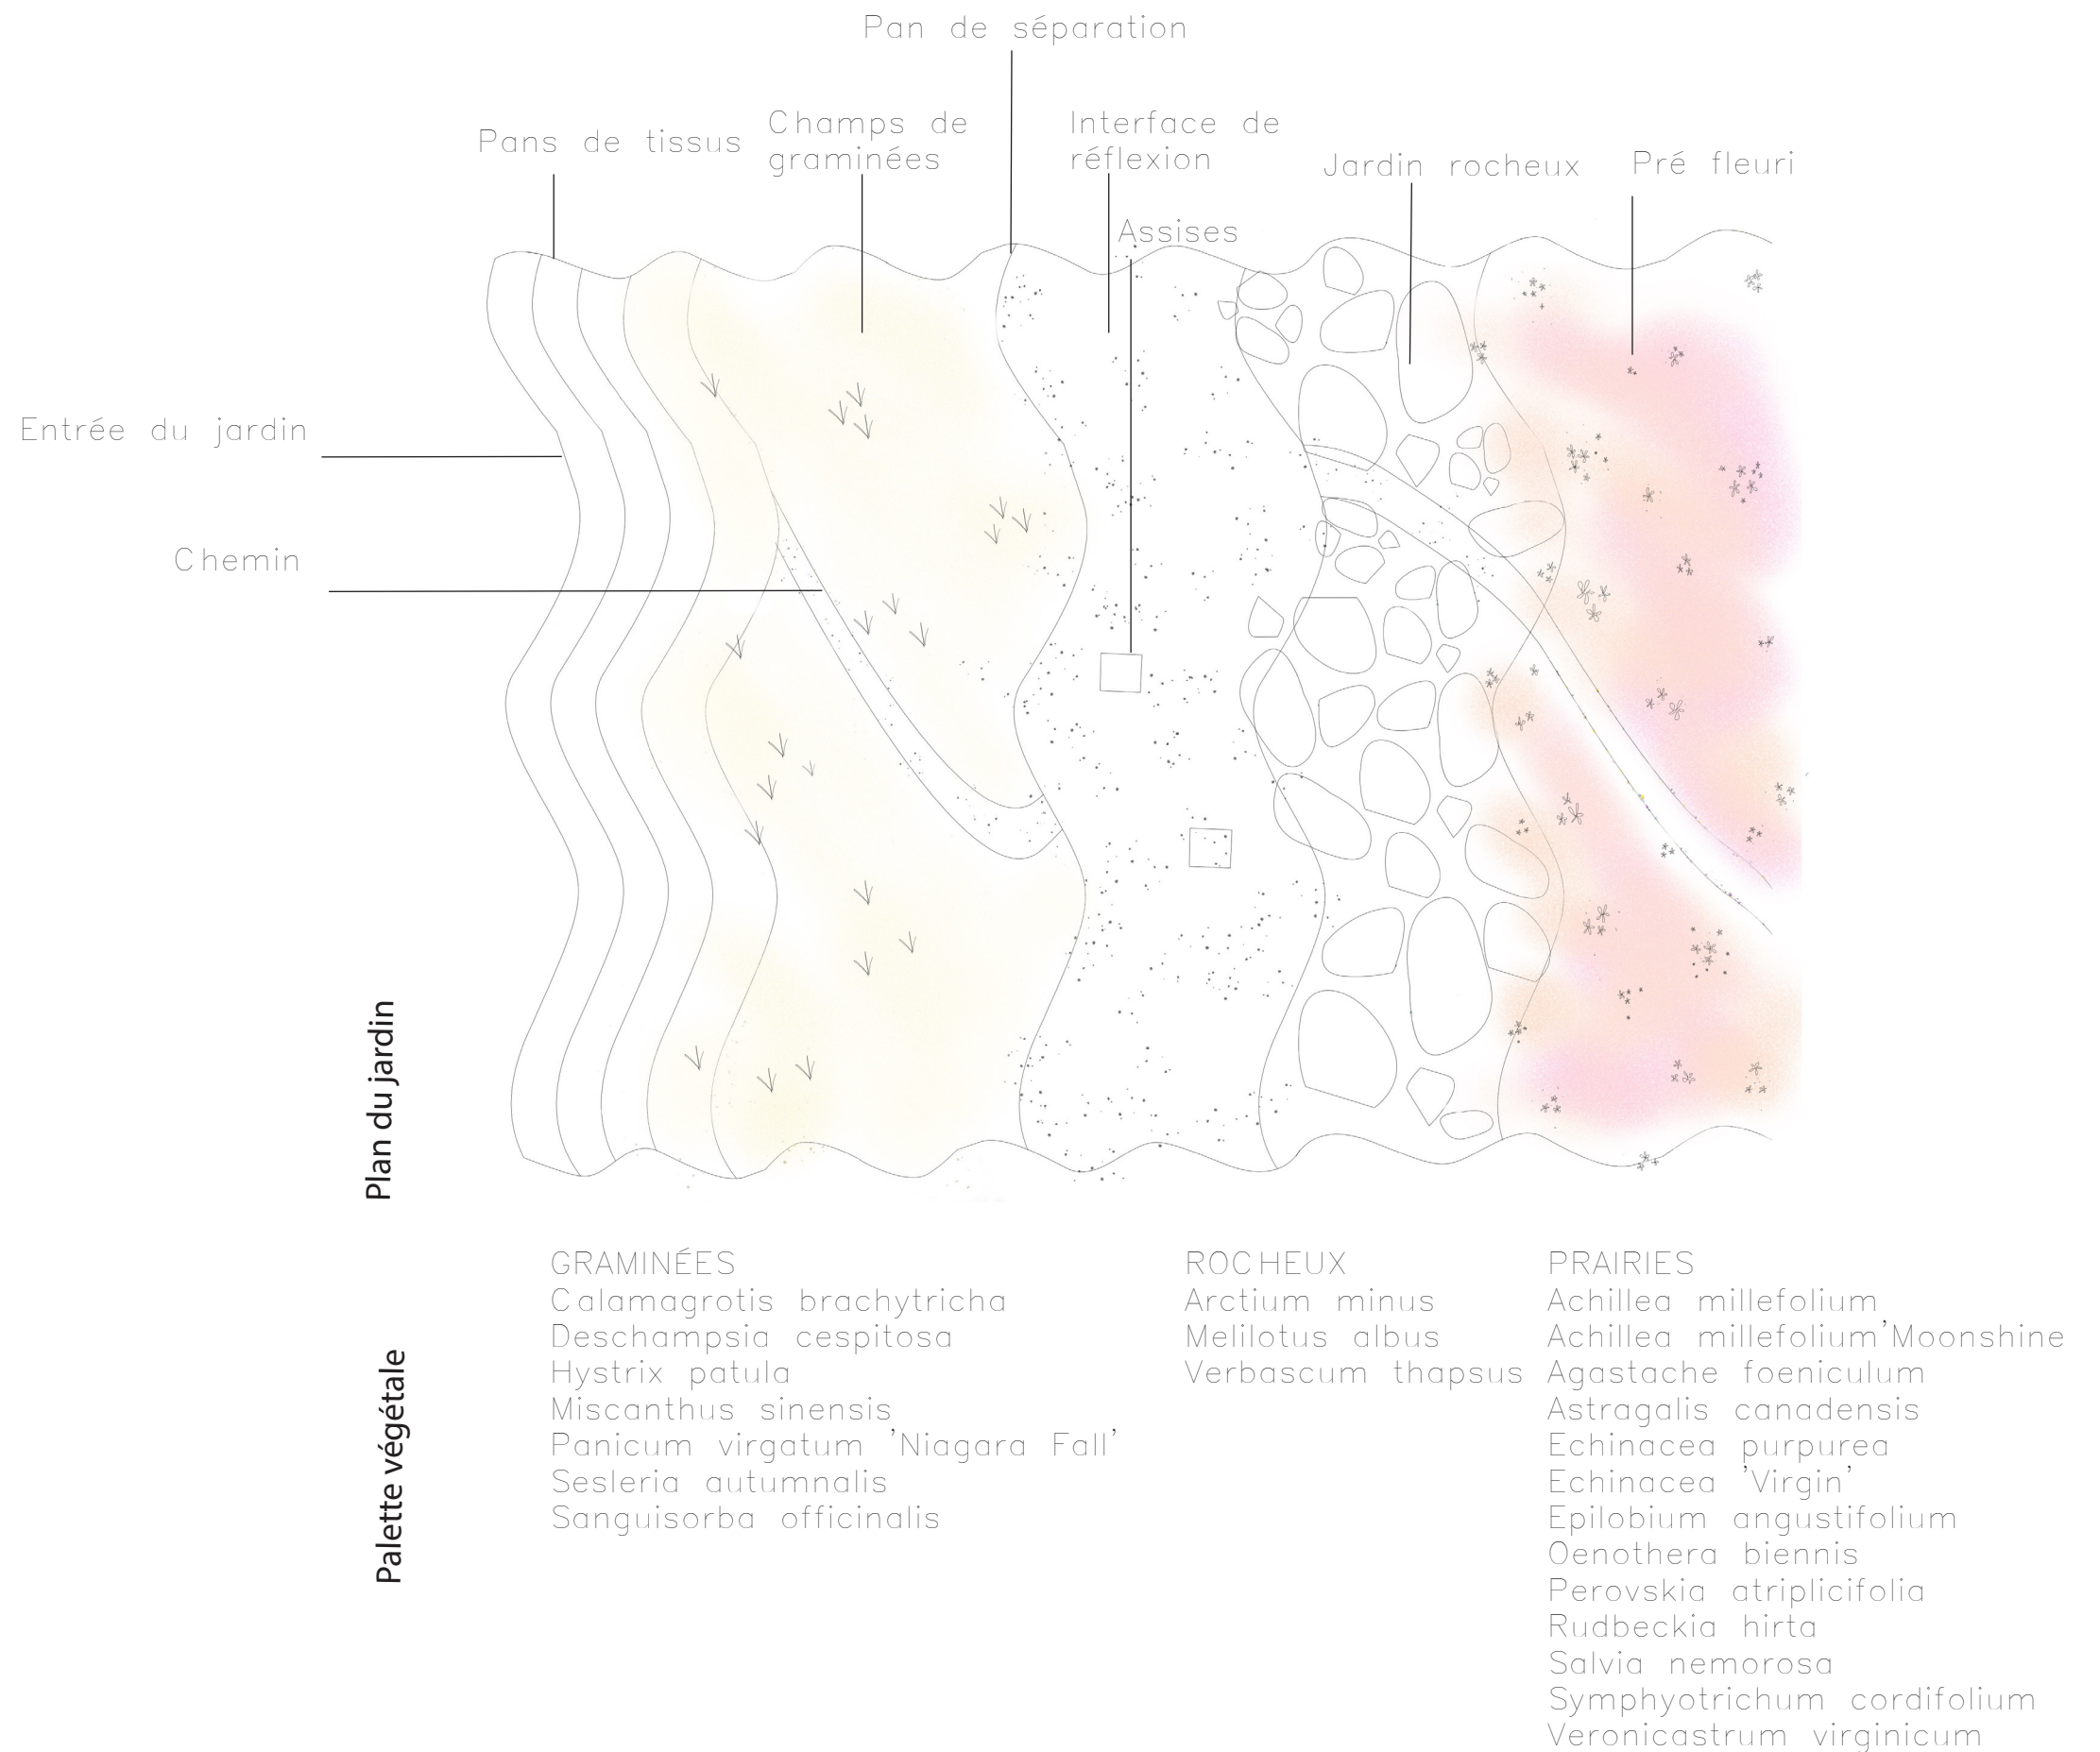 Pan de séparation
Pans de tissus
Champs de
graminées
Interface de
réflexion
Jardin rocheux
Pré fleuri
Assises
Entrée du jardin
Chemin
Plan du jardin
Palette végétale
GRAMINÉES
Calamagrotis brachytricha
Deschampsia cespitosa
Hystrix patula
Miscanthus sinensis
Panicum virgatum 'Niagara Fall'
Sesleria autumnalis
Sanguisorba officinalis
ROCHEUX
Arctium minus
Melilotus albus
Verbascum thapsus
PRAIRIES
Achillea millefolium
Achillea millefolium'Moonshine
Agastache foeniculum
Astragalis canadensis
Echinacea purpurea
Echinacea 'Virgin'
Epilobium angustifolium
Oenothera biennis
Perovskia atriplicifolia
Rudbeckia hirta
Salvia nemorosa
Symphyotrichum cordifolium
Veronicastrum virginicum